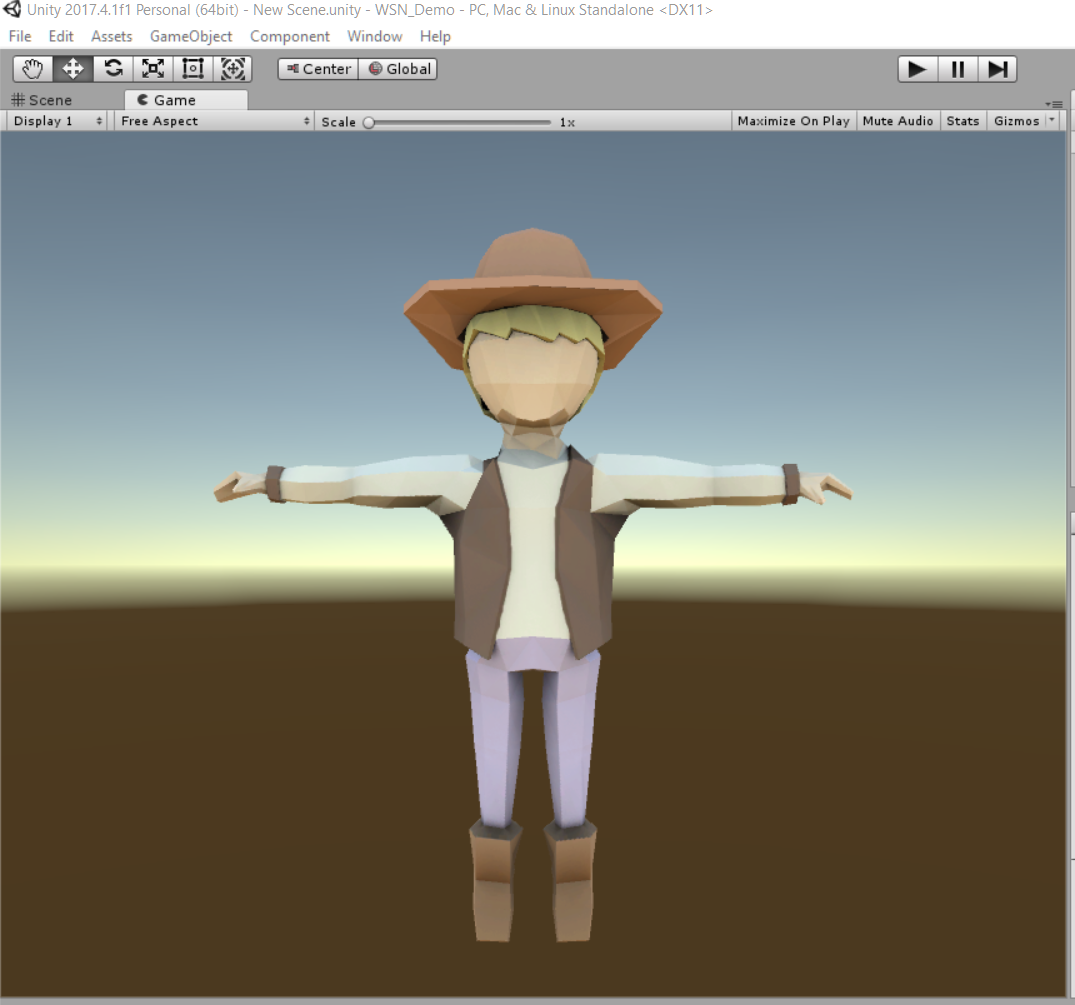 Unity 2017.4.1f1 Personal (64bit) - New Scene.unity - WSN_Demo - PC, Mac & Linux Standalone <DX11>
File Edit Assets GameObject Component Window Help
Center Global
Scene Game
Display 1 Free Aspect Scale 1x Maximize On Play Mute Audio Stats Gizmos